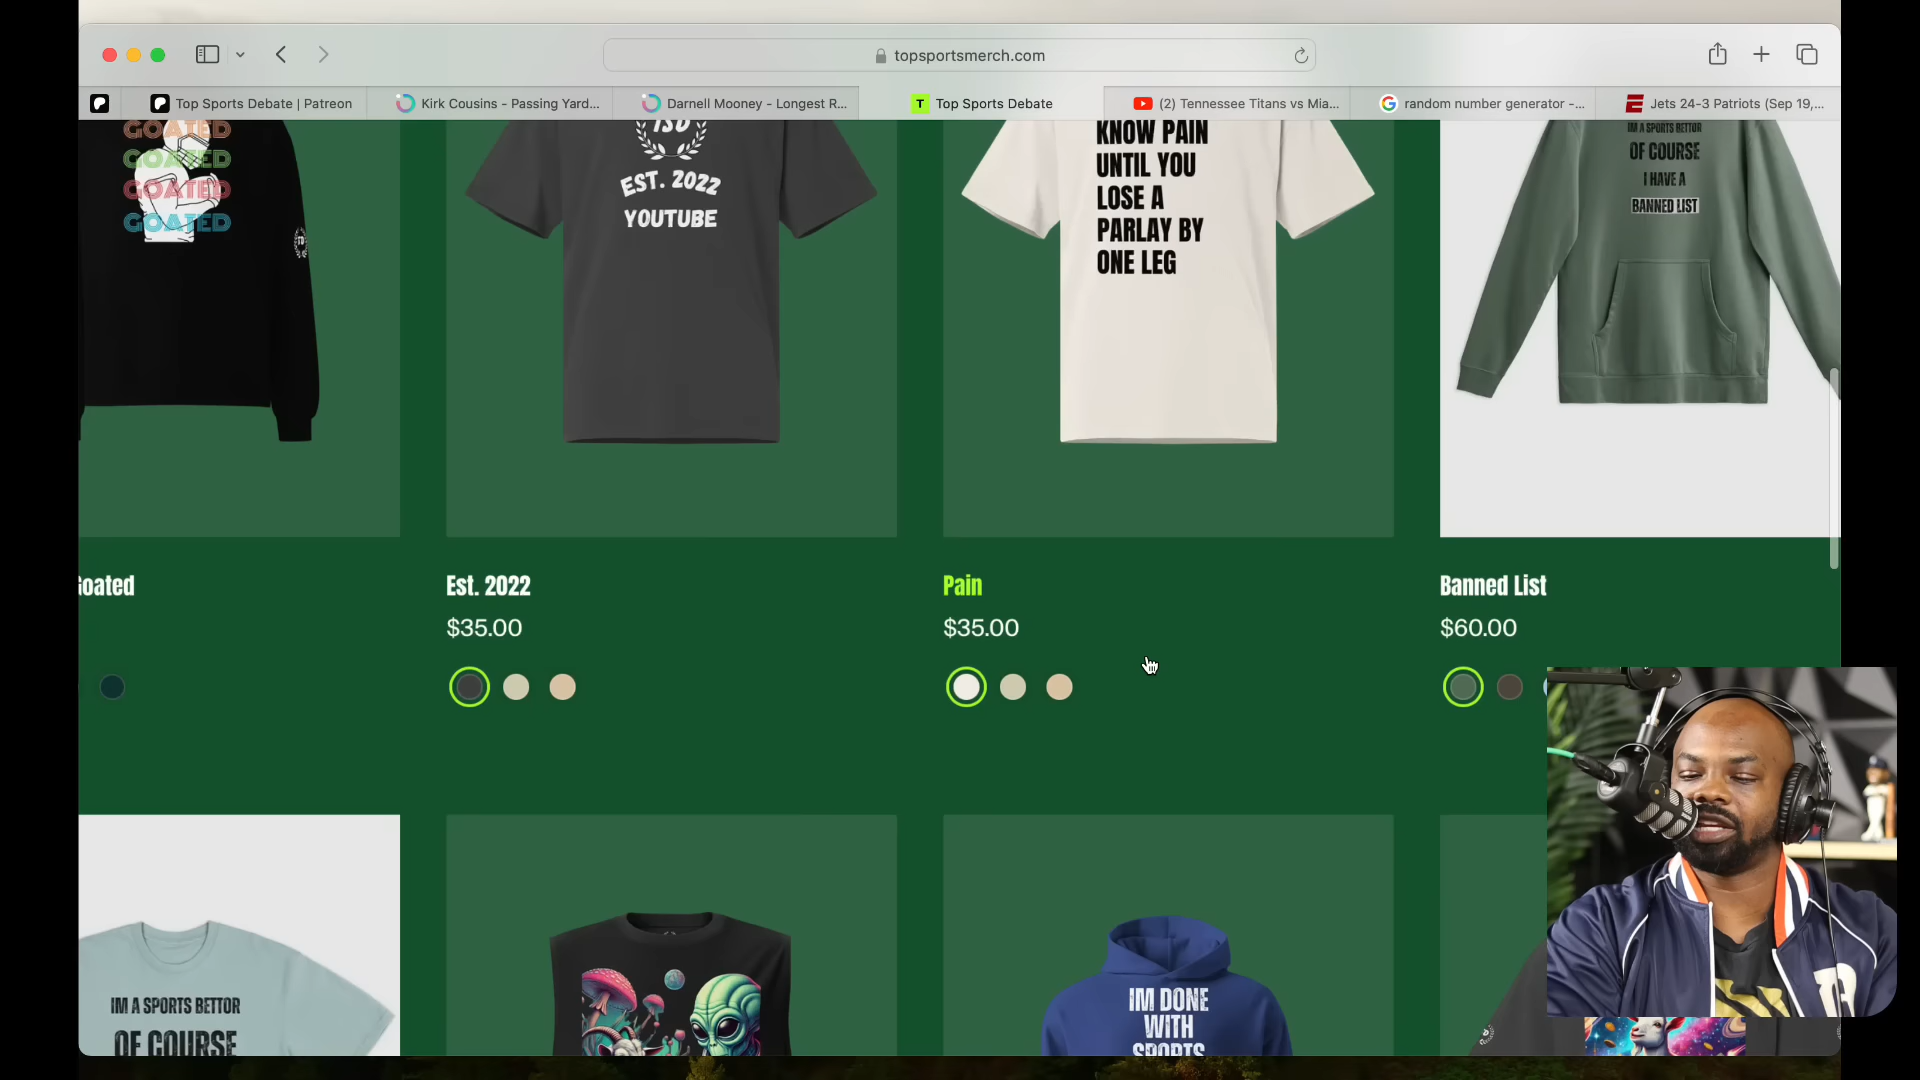 topsportsmerch.com
Top Sports Debate | Patreon
Kirk Cousins - Passing Yard...
Darnell Mooney - Longest R...
T Top Sports Debate
(2) Tennessee Titans vs Mia...
G random number generator -...
E Jets 24-3 Patriots (Sep 19,...
GOATED
GOATED
GOATED
GOATED
TSD
EST. 2022
YOUTUBE
KNOW PAIN
UNTIL YOU
LOSE A
PARLAY BY
ONE LEG
IM A SPORTS BETTOR
OF COURSE
I HAVE A
BANNED LIST
Goated
Est. 2022
$35.00
Pain
$35.00
Banned List
$60.00
IM A SPORTS BETTOR
OF COURSE
IM DONE
WITH
SPORTS